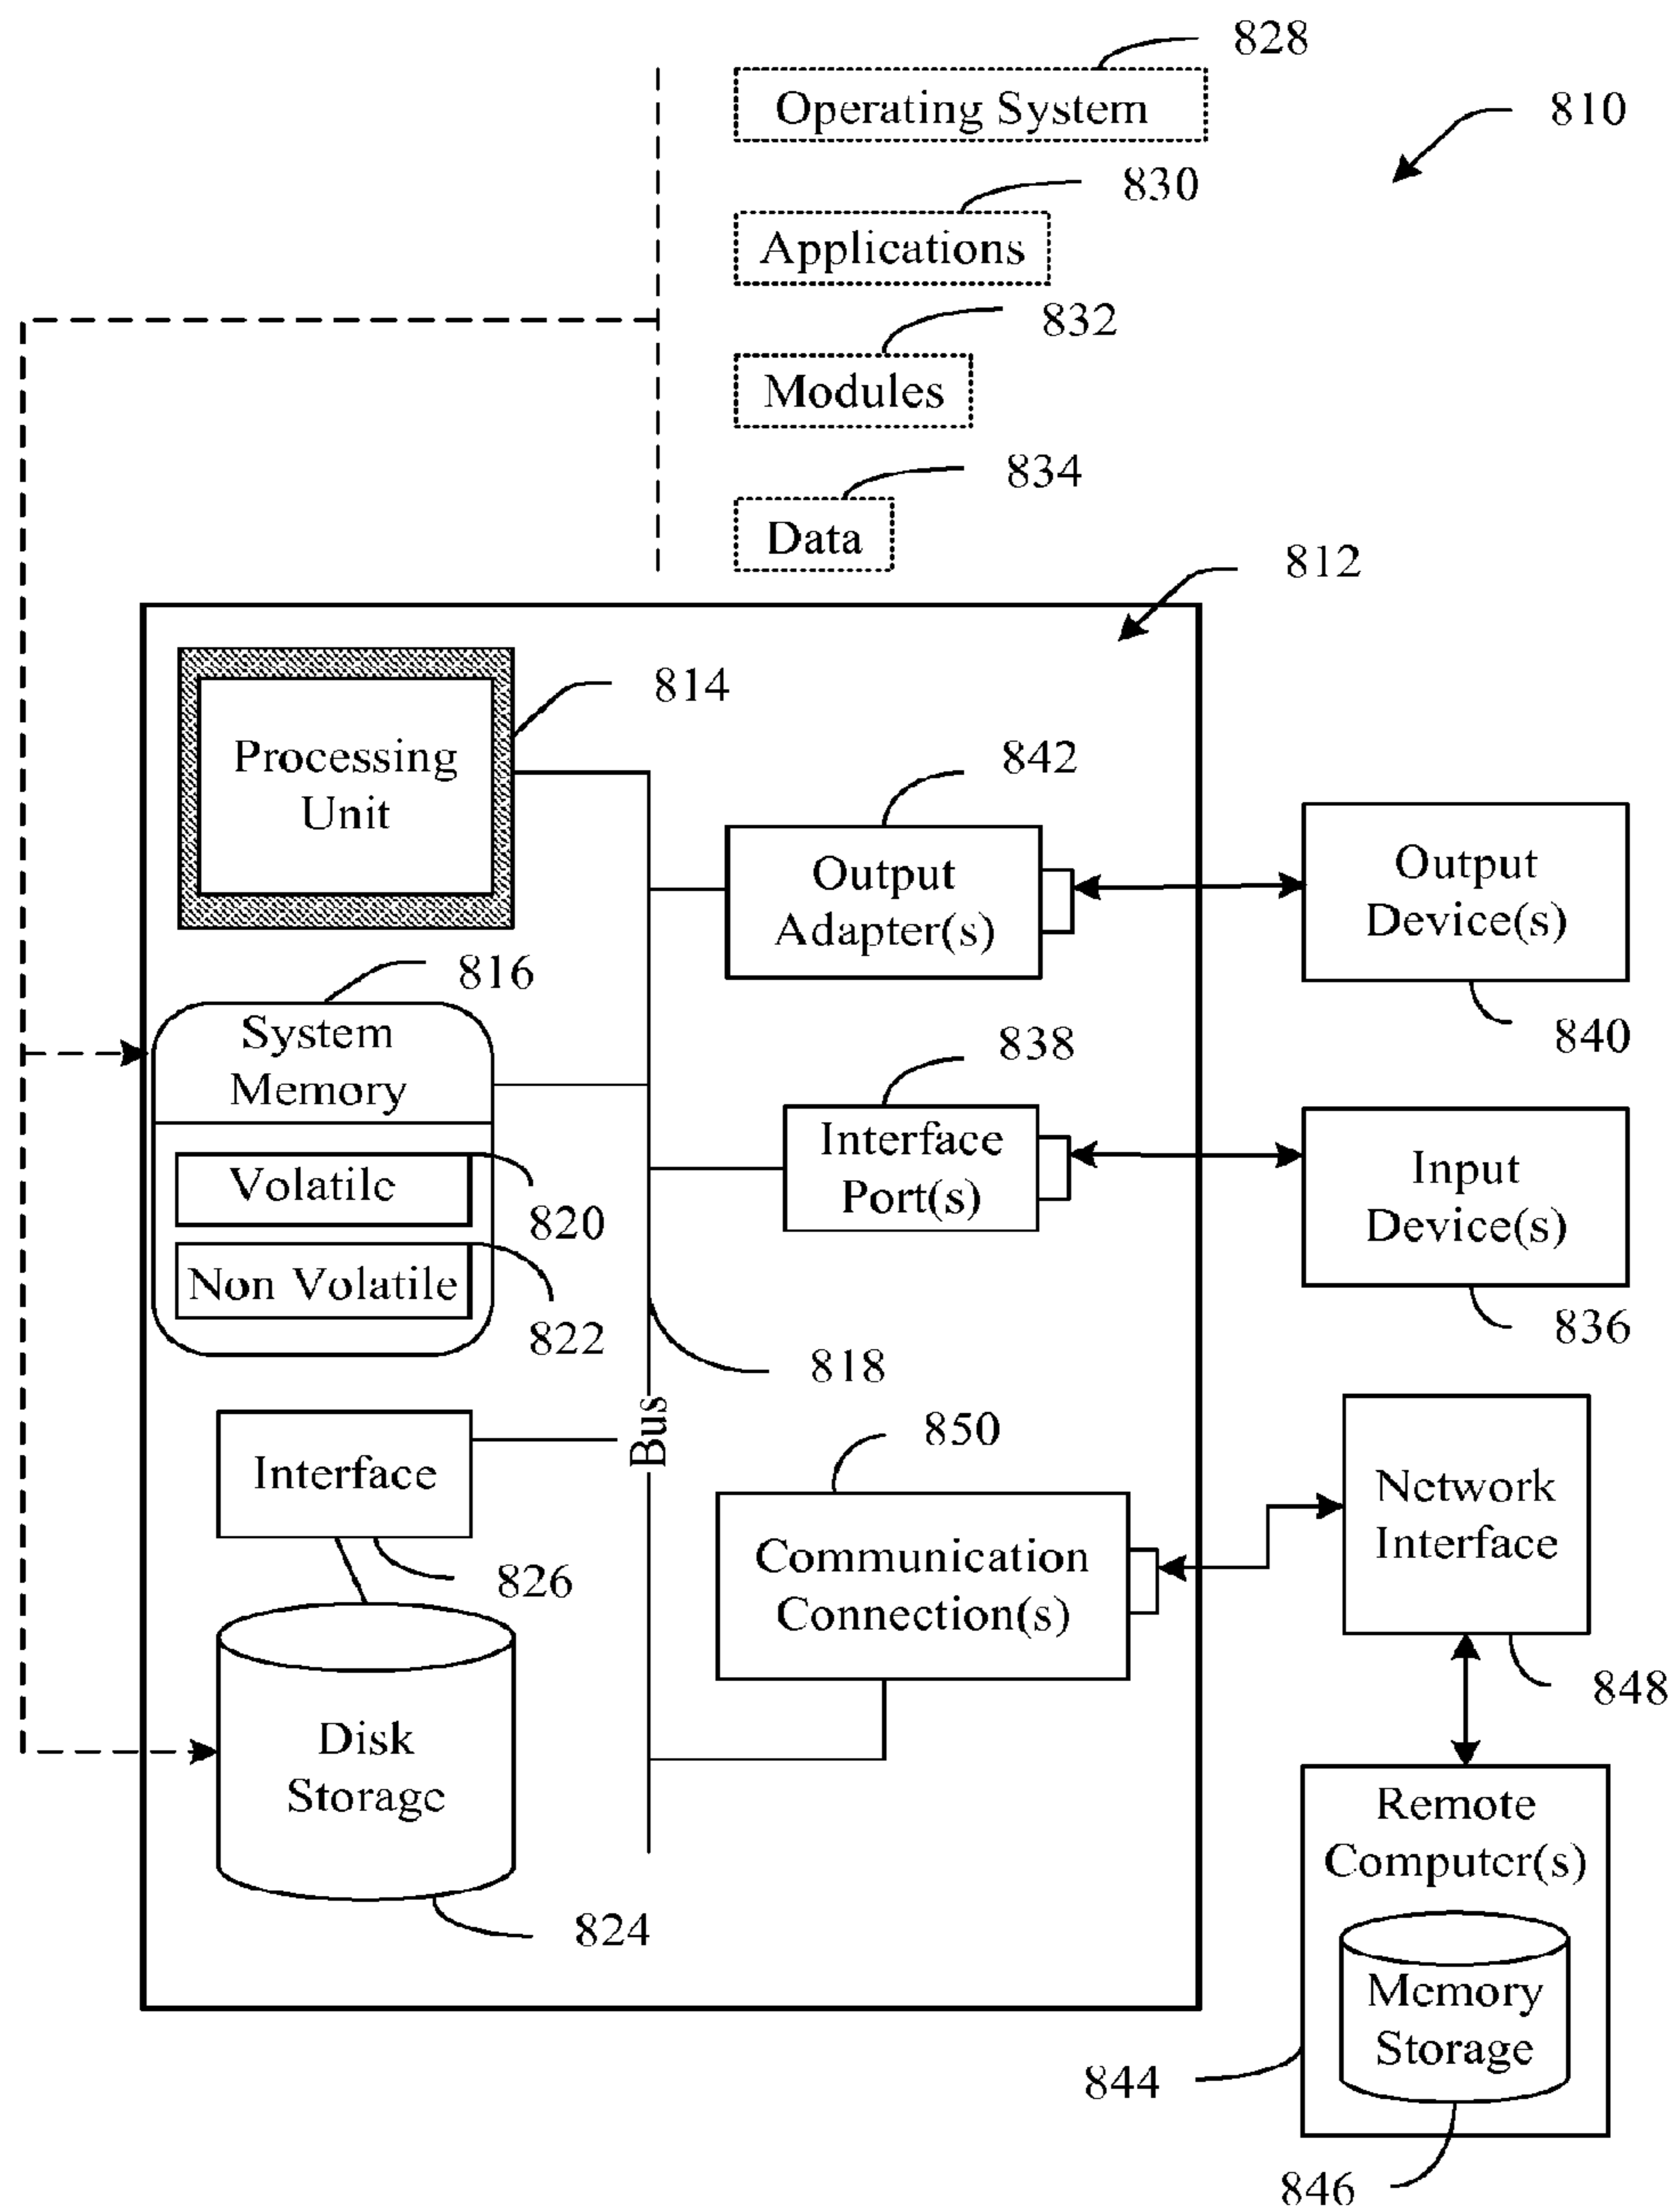 828
Operating System
810
830
Applications
832
Modules
834
Data
812
814
Processing
Unit
842
Output
Adapter(s)
Output
Device(s)
840
816
System
Memory
838
Interface
Port(s)
Input
Device(s)
836
Volatile
820
Non Volatile
822
818
Bus
850
Interface
826
Communication
Connection(s)
Network
Interface
848
Disk
Storage
824
Remote
Computer(s)
Memory
Storage
844
846